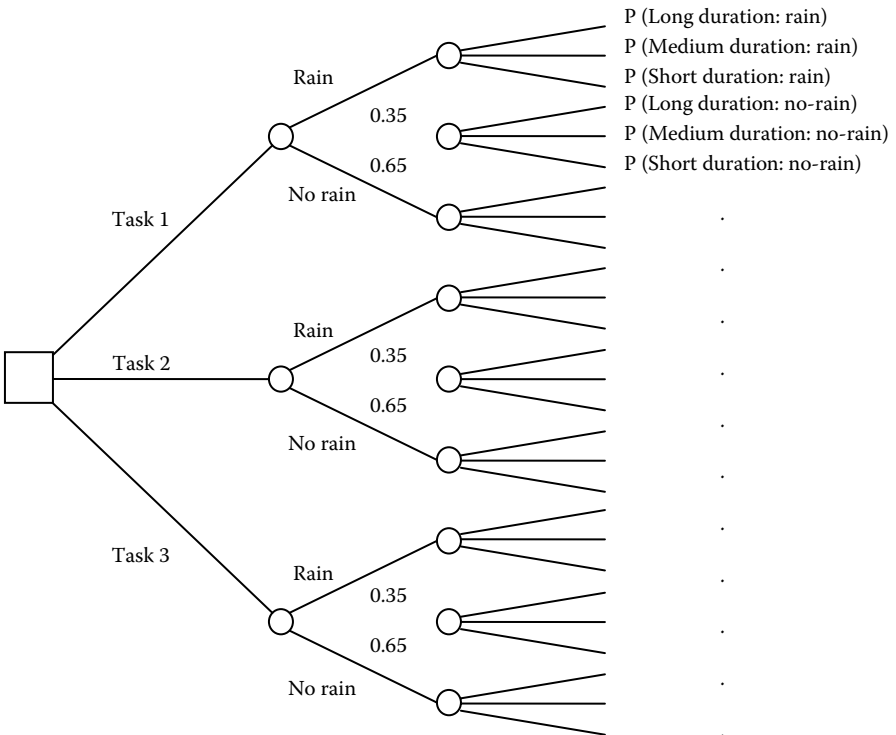 P (Long duration: rain)
P (Medium duration: rain)
P (Short duration: rain)
P (Long duration: no-rain)
P (Medium duration: no-rain)
P (Short duration: no-rain)
Rain
0.35
0.65
No rain
Task 1
Rain
0.35
Task 2
0.65
No rain
Task 3
Rain
0.35
0.65
No rain